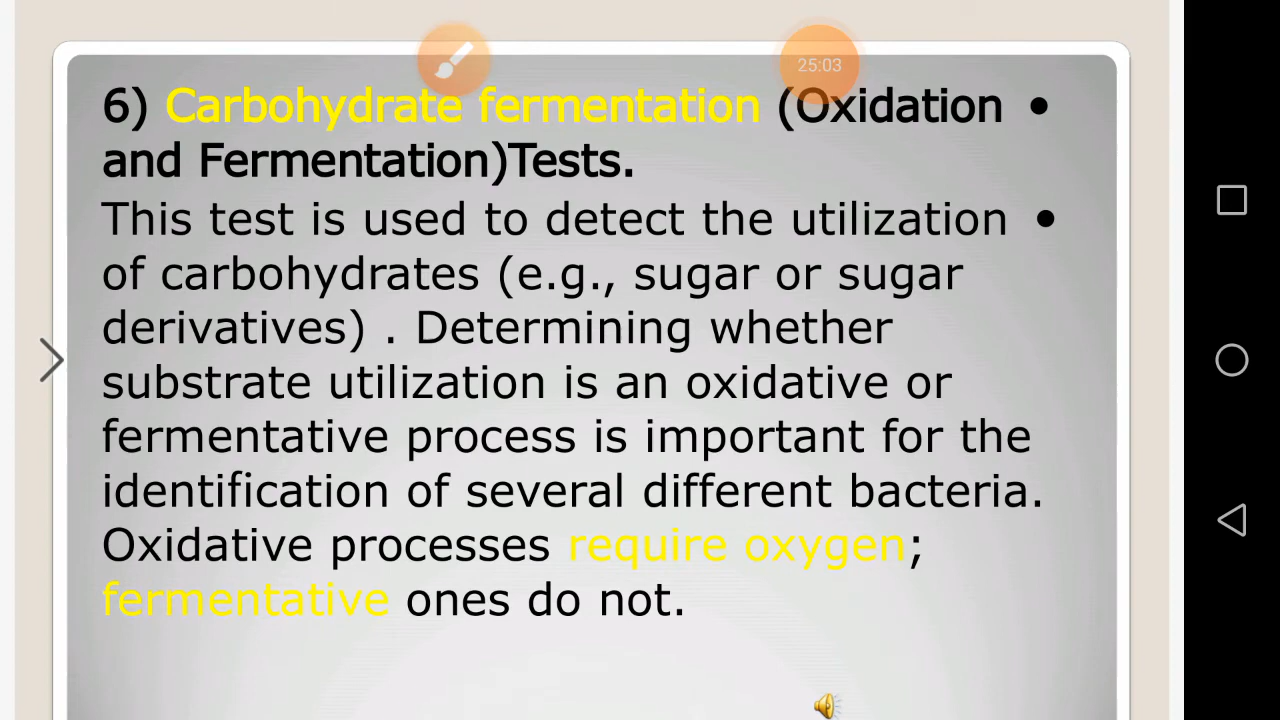 25:03
6) Carbohydrate fermentation (Oxidation •
and Fermentation)Tests.
This test is used to detect the utilization •
of carbohydrates (e.g., sugar or sugar
derivatives) . Determining whether
substrate utilization is an oxidative or
fermentative process is important for the
identification of several different bacteria.
Oxidative processes require oxygen;
fermentative ones do not.